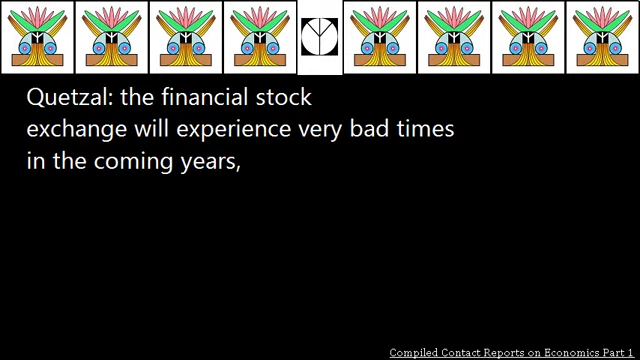 Quetzal: the financial stock
exchange will experience very bad times
in the coming years,
Compiled Contact Reports on Economics Part 1